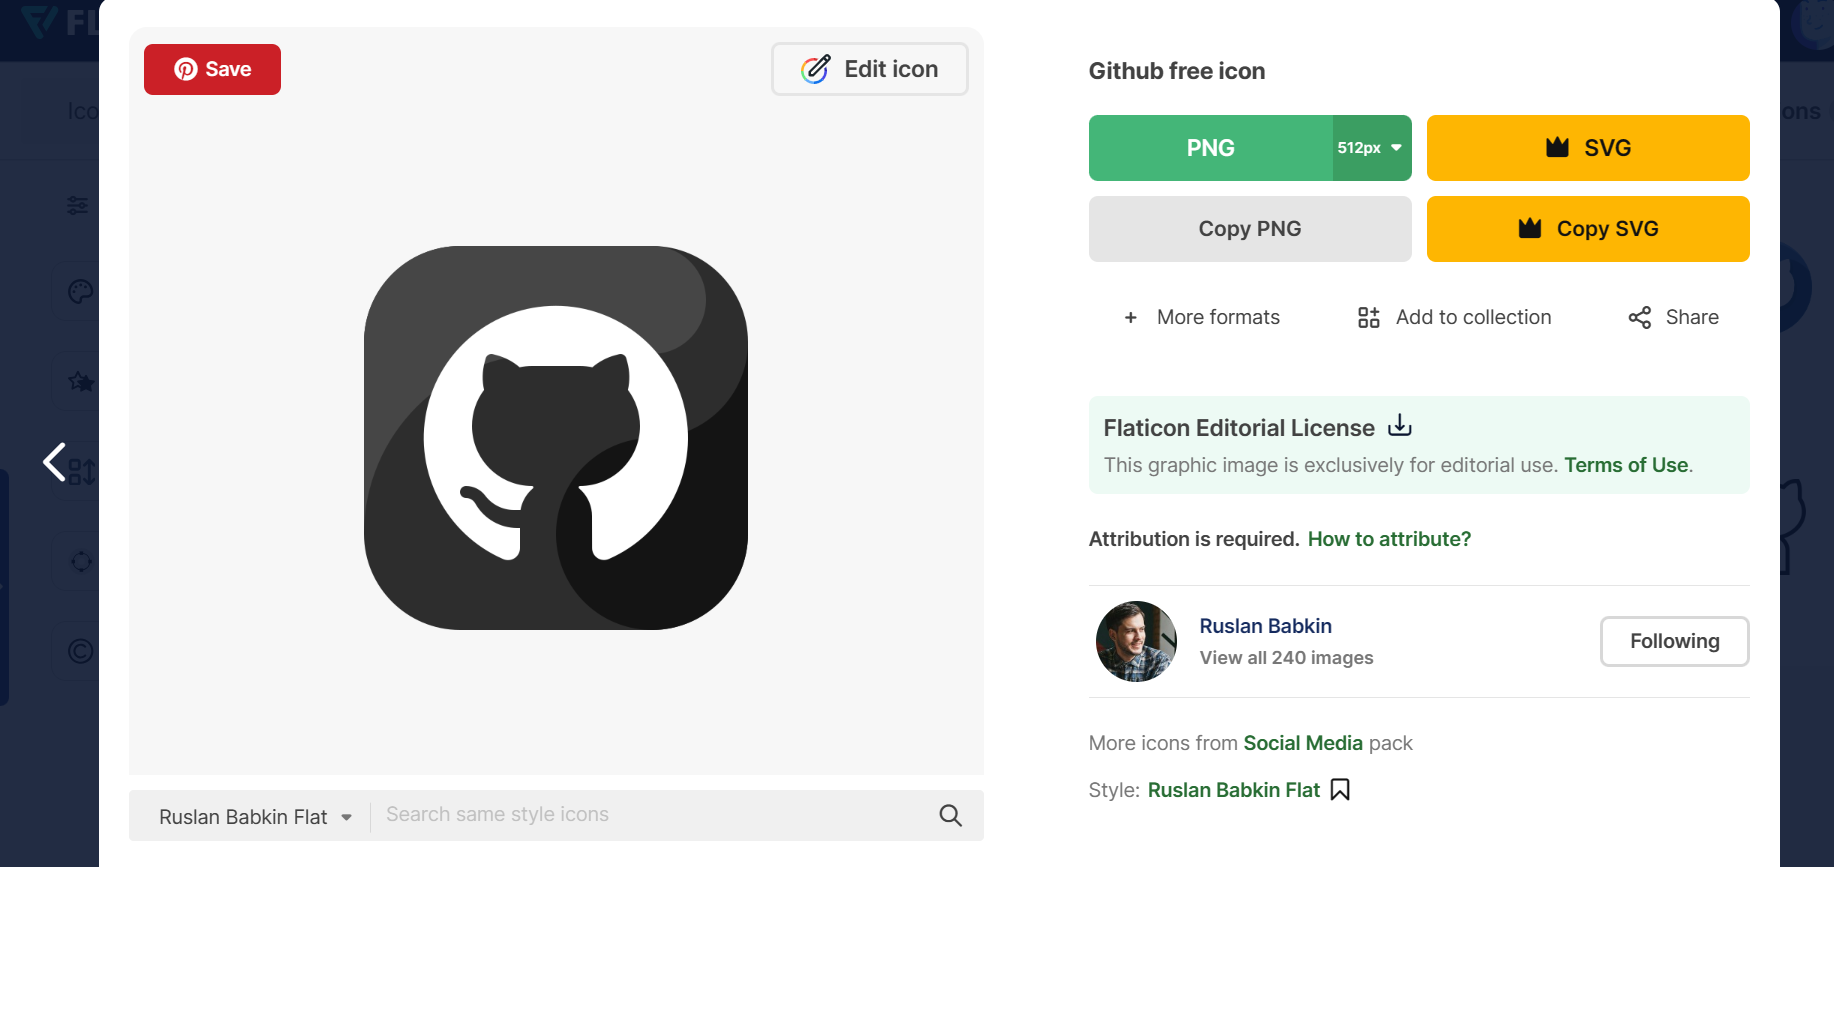 FL
Ico
ons
Save
Edit icon
Github free icon
PNG
512px
SVG
Copy PNG
Copy SVG
+ More formats
Add to collection
Share
Flaticon Editorial License
This graphic image is exclusively for editorial use. Terms of Use.
Attribution is required. How to attribute?
Ruslan Babkin
View all 240 images
Following
More icons from Social Media pack
Style: Ruslan Babkin Flat
Ruslan Babkin Flat
Search same style icons